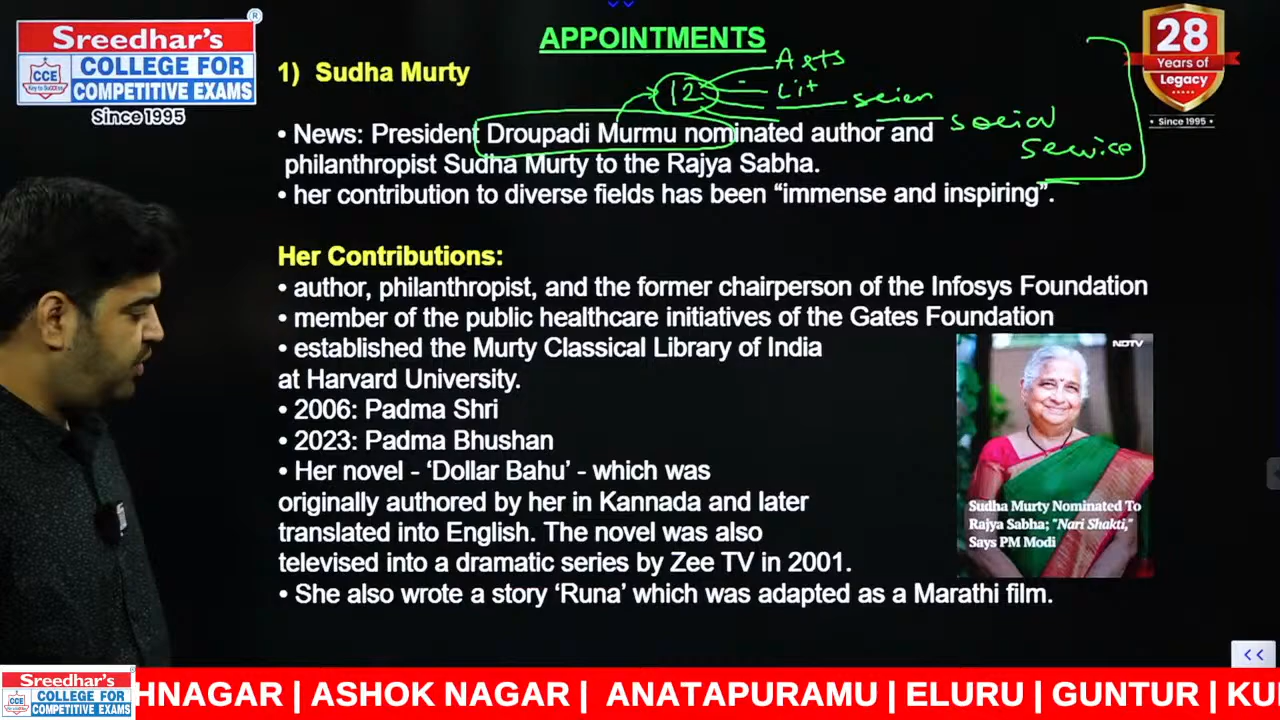 Sreedhar's
CCE
Key to SuCCEss
COLLEGE FOR
COMPETITIVE EXAMS
Since 1995
®
APPOINTMENTS
28
Years of
Legacy
Since 1995
1) Sudha Murty
12
Arts
Lit
scien
social
service
• News: President Droupadi Murmu nominated author and
philanthropist Sudha Murty to the Rajya Sabha.
• her contribution to diverse fields has been “immense and inspiring”.
Her Contributions:
• author, philanthropist, and the former chairperson of the Infosys Foundation
• member of the public healthcare initiatives of the Gates Foundation
• established the Murty Classical Library of India
at Harvard University.
• 2006: Padma Shri
• 2023: Padma Bhushan
• Her novel - ‘Dollar Bahu’ - which was
originally authored by her in Kannada and later
translated into English. The novel was also
televised into a dramatic series by Zee TV in 2001.
• She also wrote a story ‘Runa’ which was adapted as a Marathi film.
NDTV
Sudha Murty Nominated To
Rajya Sabha; "Nari Shakti,"
Says PM Modi
<<
Sreedhar's
CCE
COLLEGE FOR
COMPETITIVE EXAMS
HNAGAR | ASHOK NAGAR | ANATAPURAMU | ELURU | GUNTUR | KU